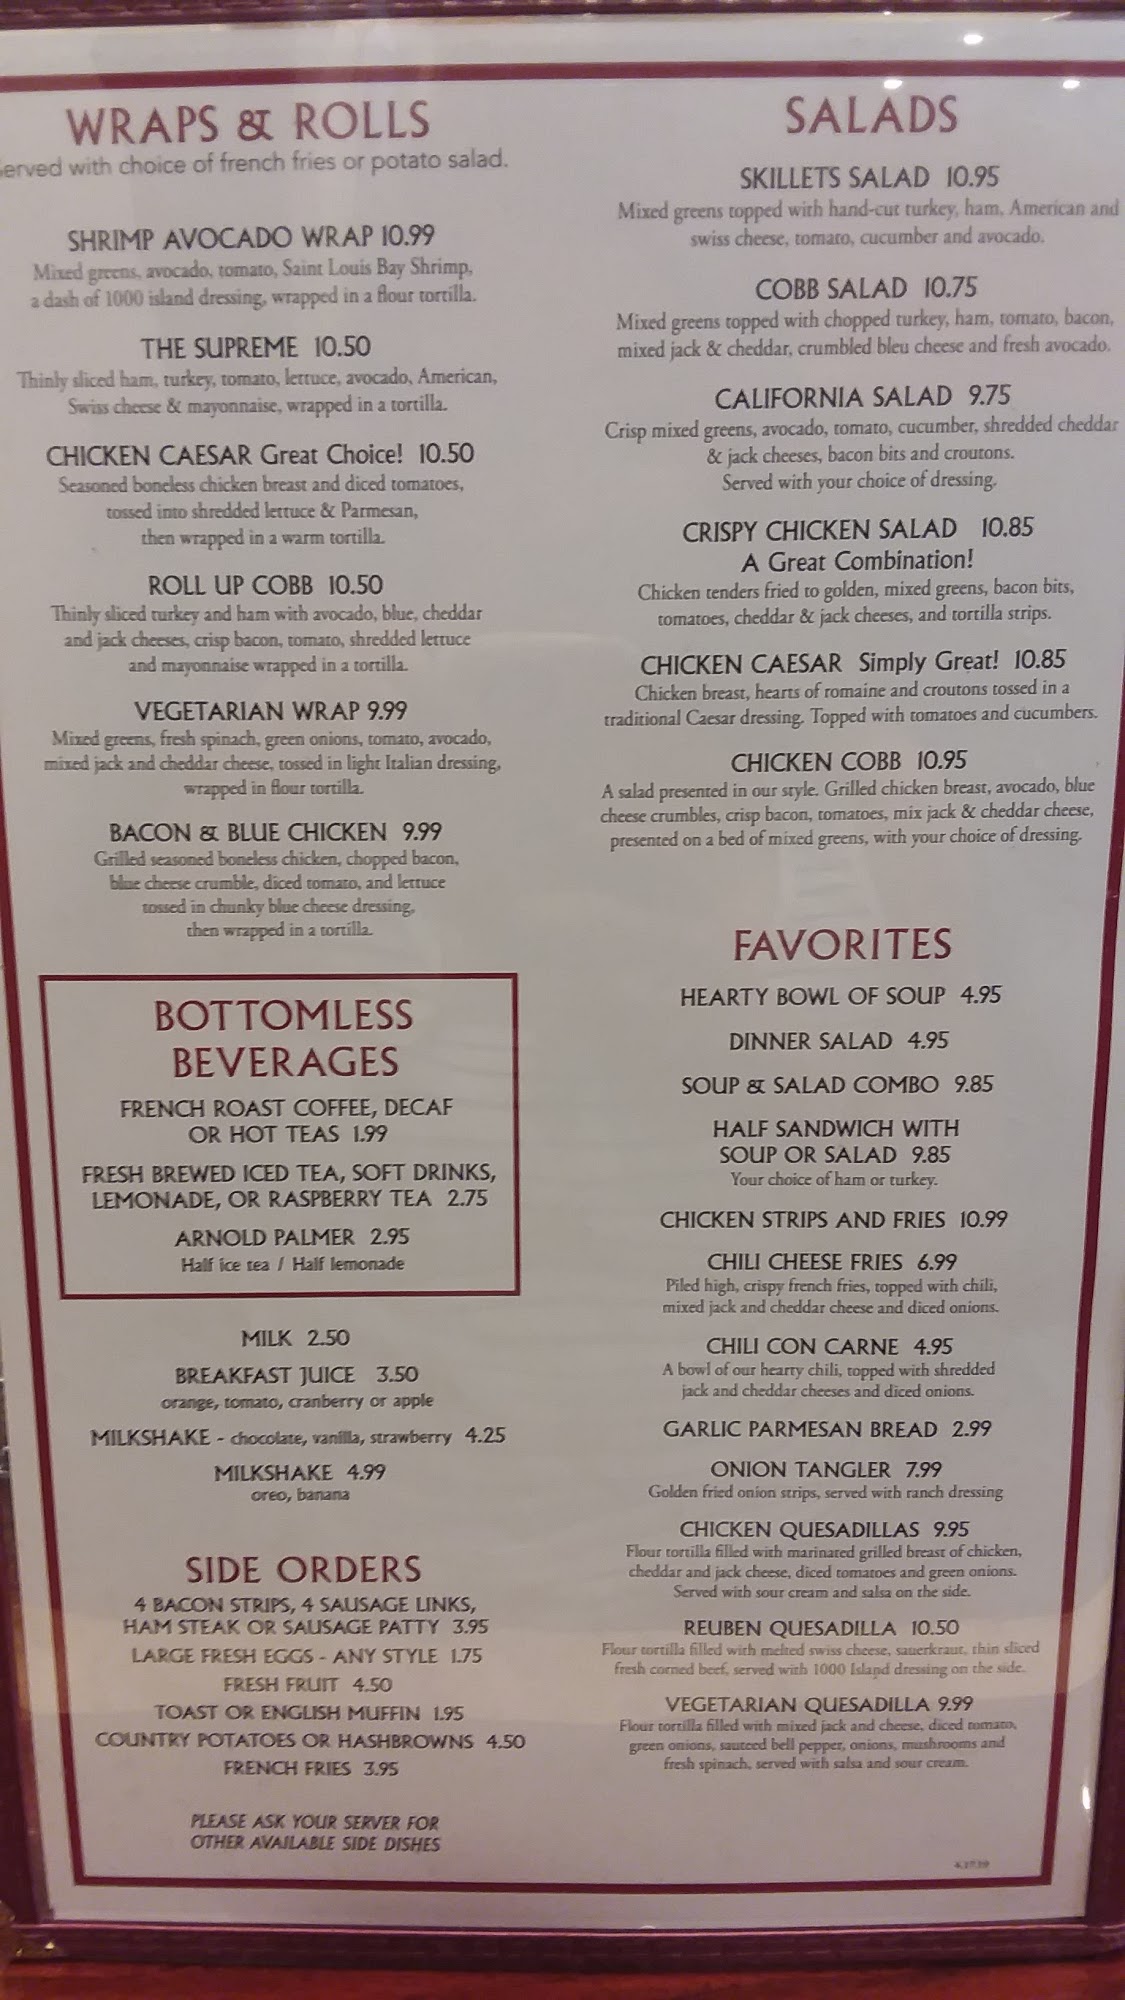 WRAPS & ROLLS
served with choice of french fries or potato salad.
SHRIMP AVOCADO WRAP 10.99
Mixed greens, avocado, tomato, Saint Louis Bay Shrimp,
a dash of 1000 island dressing, wrapped in a flour tortilla.
THE SUPREME 10.50
Thinly sliced ham, turkey, tomato, lettuce, avocado, American,
Swiss cheese & mayonnaise, wrapped in a tortilla.
CHICKEN CAESAR Great Choice! 10.50
Seasoned boneless chicken breast and diced tomatoes,
tossed into shredded lettuce & Parmesan,
then wrapped in a warm tortilla.
ROLL UP COBB 10.50
Thinly sliced turkey and ham with avocado, blue, cheddar
and jack cheeses, crisp bacon, tomato, shredded lettuce
and mayonnaise wrapped in a tortilla.
VEGETARIAN WRAP 9.99
Mixed greens, fresh spinach, green onions, tomato, avocado,
mixed jack and cheddar cheese, tossed in light Italian dressing,
wrapped in flour tortilla.
BACON & BLUE CHICKEN 9.99
Grilled seasoned boneless chicken, chopped bacon,
blue cheese crumble, diced tomato, and lettuce
tossed in chunky blue cheese dressing,
then wrapped in a tortilla.
BOTTOMLESS
BEVERAGES
FRENCH ROAST COFFEE, DECAF
OR HOT TEAS 1.99
FRESH BREWED ICED TEA, SOFT DRINKS,
LEMONADE, OR RASPBERRY TEA 2.75
ARNOLD PALMER 2.95
Half ice tea / Half lemonade
MILK 2.50
BREAKFAST JUICE 3.50
orange, tomato, cranberry or apple
MILKSHAKE - chocolate, vanilla, strawberry 4.25
MILKSHAKE 4.99
oreo, banana
SIDE ORDERS
4 BACON STRIPS, 4 SAUSAGE LINKS,
HAM STEAK OR SAUSAGE PATTY 3.95
LARGE FRESH EGGS - ANY STYLE 1.75
FRESH FRUIT 4.50
TOAST OR ENGLISH MUFFIN 1.95
COUNTRY POTATOES OR HASHBROWNS 4.50
FRENCH FRIES 3.95
PLEASE ASK YOUR SERVER FOR
OTHER AVAILABLE SIDE DISHES
SALADS
SKILLETS SALAD 10.95
Mixed greens topped with hand-cut turkey, ham, American and
swiss cheese, tomato, cucumber and avocado.
COBB SALAD 10.75
Mixed greens topped with chopped turkey, ham, tomato, bacon,
mixed jack & cheddar, crumbled bleu cheese and fresh avocado.
CALIFORNIA SALAD 9.75
Crisp mixed greens, avocado, tomato, cucumber, shredded cheddar
& jack cheeses, bacon bits and croutons.
Served with your choice of dressing.
CRISPY CHICKEN SALAD 10.85
A Great Combination!
Chicken tenders fried to golden, mixed greens, bacon bits,
tomatoes, cheddar & jack cheeses, and tortilla strips.
CHICKEN CAESAR Simply Great! 10.85
Chicken breast, hearts of romaine and croutons tossed in a
traditional Caesar dressing. Topped with tomatoes and cucumbers.
CHICKEN COBB 10.95
A salad presented in our style. Grilled chicken breast, avocado, blue
cheese crumbles, crisp bacon, tomatoes, mix jack & cheddar cheese,
presented on a bed of mixed greens, with your choice of dressing.
FAVORITES
HEARTY BOWL OF SOUP 4.95
DINNER SALAD 4.95
SOUP & SALAD COMBO 9.85
HALF SANDWICH WITH
SOUP OR SALAD 9.85
Your choice of ham or turkey.
CHICKEN STRIPS AND FRIES 10.99
CHILI CHEESE FRIES 6.99
Piled high, crispy french fries, topped with chili,
mixed jack and cheddar cheese and diced onions.
CHILI CON CARNE 4.95
A bowl of our hearty chili, topped with shredded
jack and cheddar cheeses and diced onions.
GARLIC PARMESAN BREAD 2.99
ONION TANGLER 7.99
Golden fried onion strips, served with ranch dressing
CHICKEN QUESADILLAS 9.95
Flour tortilla filled with marinated grilled breast of chicken,
cheddar and jack cheese, diced tomatoes and green onions.
Served with sour cream and salsa on the side.
REUBEN QUESADILLA 10.50
Flour tortilla filled with melted swiss cheese, sauerkraut, thin sliced
fresh corned beef, served with 1000 Island dressing on the side.
VEGETARIAN QUESADILLA 9.99
Flour tortilla filled with mixed jack and cheese, diced tomato,
green onions, sauteed bell pepper, onions, mushrooms and
fresh spinach, served with salsa and sour cream.